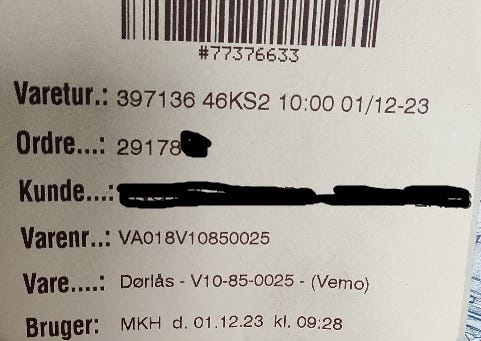 #77376633
Varetur.: 397136 46KS2 10:00 01/12-23
Ordre...: 29178
Kunde...:
Varenr..: VA018V10850025
Vare....: Dørlås - V10-85-0025 - (Vemo)
Bruger: MKH d. 01.12.23 kl. 09:28